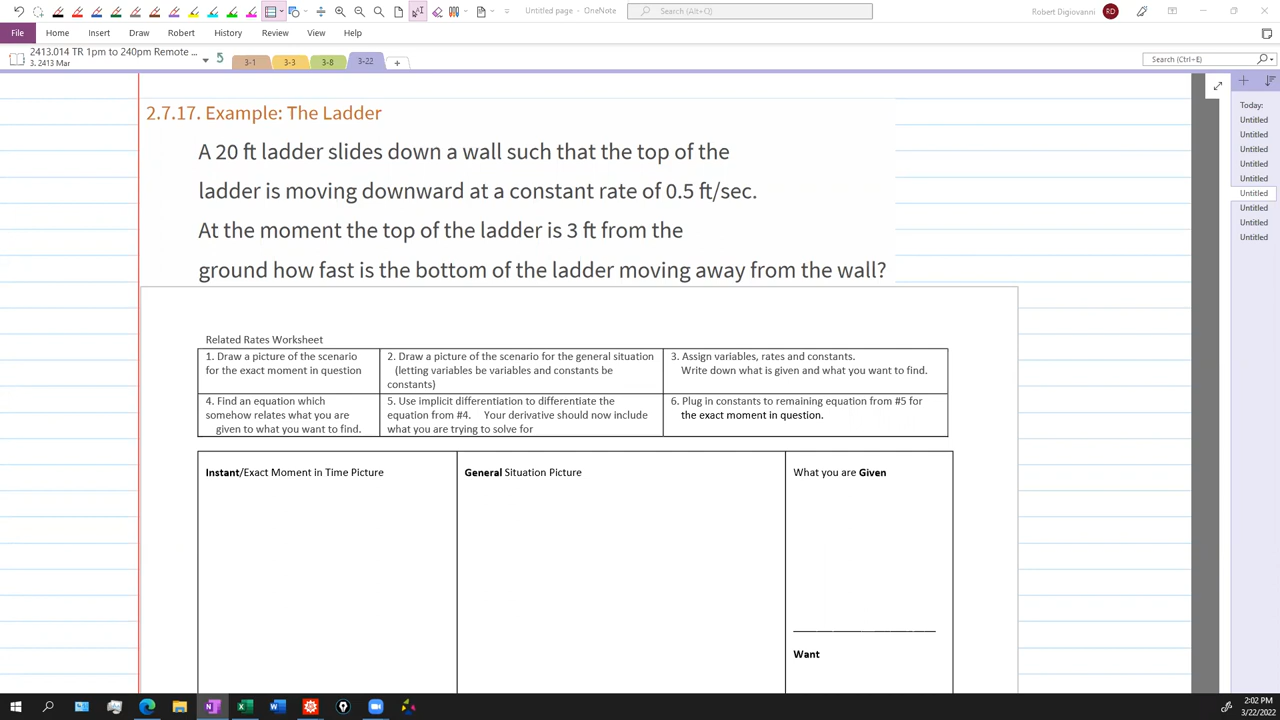 Untitled page - OneNote
Search (Alt+Q)
Robert Digiovanni
RD
File
Home
Insert
Draw
Robert
History
Review
View
Help
2413.014 TR 1pm to 240pm Remote ...
3. 2413 Mar
5
3-1
3-3
3-8
3-22
+
Search (Ctrl+E)
2.7.17. Example: The Ladder
A 20 ft ladder slides down a wall such that the top of the
ladder is moving downward at a constant rate of 0.5 ft/sec.
At the moment the top of the ladder is 3 ft from the
ground how fast is the bottom of the ladder moving away from the wall?
Related Rates Worksheet
1. Draw a picture of the scenario
for the exact moment in question
2. Draw a picture of the scenario for the general situation
(letting variables be variables and constants be
constants)
3. Assign variables, rates and constants.
Write down what is given and what you want to find.
4. Find an equation which
somehow relates what you are
given to what you want to find.
5. Use implicit differentiation to differentiate the
equation from #4. Your derivative should now include
what you are trying to solve for
6. Plug in constants to remaining equation from #5 for
the exact moment in question.
Instant/Exact Moment in Time Picture
General Situation Picture
What you are Given
Want
Today:
Untitled
Untitled
Untitled
Untitled
Untitled
Untitled
Untitled
Untitled
Untitled
2:02 PM
3/22/2022